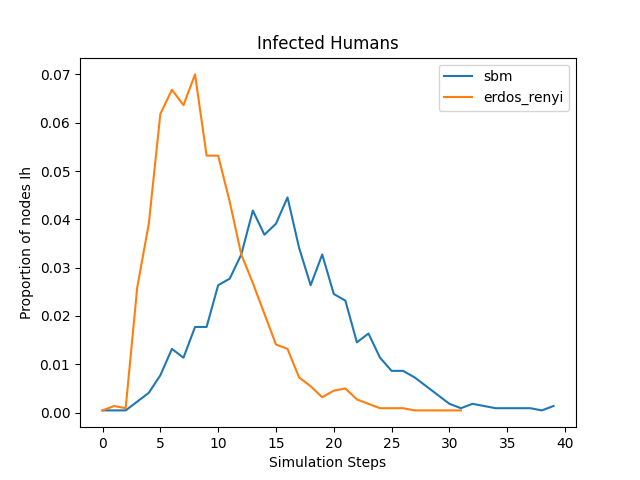 Infected Humans
sbm
erdos_renyi
Proportion of nodes Ih
0.07
0.06
0.05
0.04
0.03
0.02
0.01
0.00
0 5 10 15 20 25 30 35 40
Simulation Steps